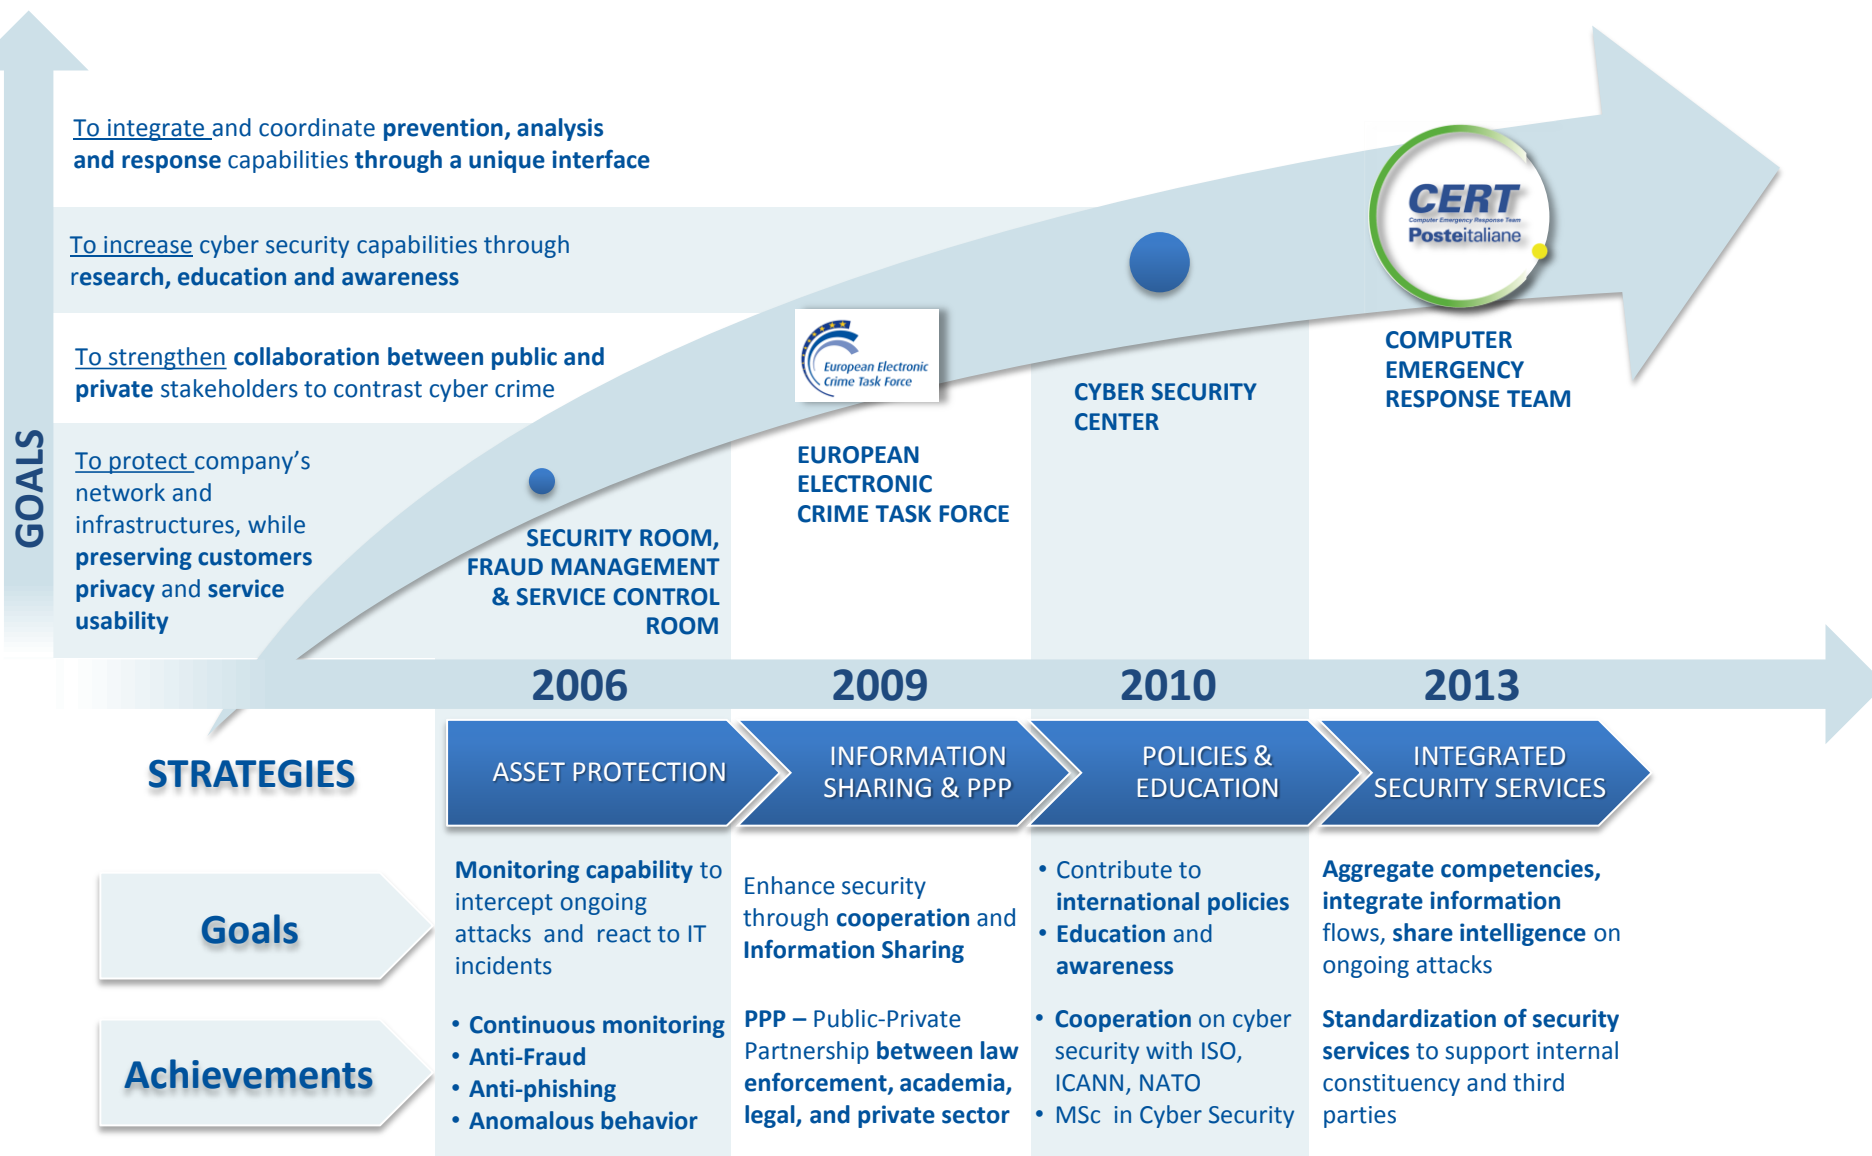 To integrate and coordinate prevention, analysis
and response capabilities through a unique interface
To increase cyber security capabilities through
research, education and awareness
To strengthen collaboration between public and
private stakeholders to contrast cyber crime
To protect company’s
network and
infrastructures, while
preserving customers
privacy and service
usability
GOALS
CERT
Computer Emergency Response Team
Posteitaliane
COMPUTER
EMERGENCY
RESPONSE TEAM
CYBER SECURITY
CENTER
European Electronic
Crime Task Force
EUROPEAN
ELECTRONIC
CRIME TASK FORCE
SECURITY ROOM,
FRAUD MANAGEMENT
& SERVICE CONTROL
ROOM
2006
2009
2010
2013
STRATEGIES
ASSET PROTECTION
INFORMATION
SHARING & PPP
POLICIES &
EDUCATION
INTEGRATED
SECURITY SERVICES
Goals
Monitoring capability to
intercept ongoing
attacks and react to IT
incidents
Enhance security
through cooperation and
Information Sharing
• Contribute to
international policies
• Education and
awareness
Aggregate competencies,
integrate information
flows, share intelligence on
ongoing attacks
Achievements
• Continuous monitoring
• Anti-Fraud
• Anti-phishing
• Anomalous behavior
PPP – Public-Private
Partnership between law
enforcement, academia,
legal, and private sector
• Cooperation on cyber
security with ISO,
ICANN, NATO
• MSc in Cyber Security
Standardization of security
services to support internal
constituency and third
parties